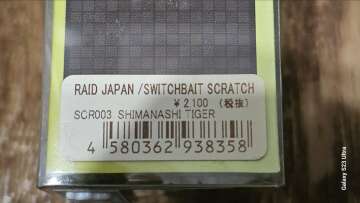 RAID JAPAN /SWITCHBAIT SCRATCH
¥2100 (税抜)
SCR003 SHIMANASHI TIGER
4 580362 938358
Galaxy S23 Ultra